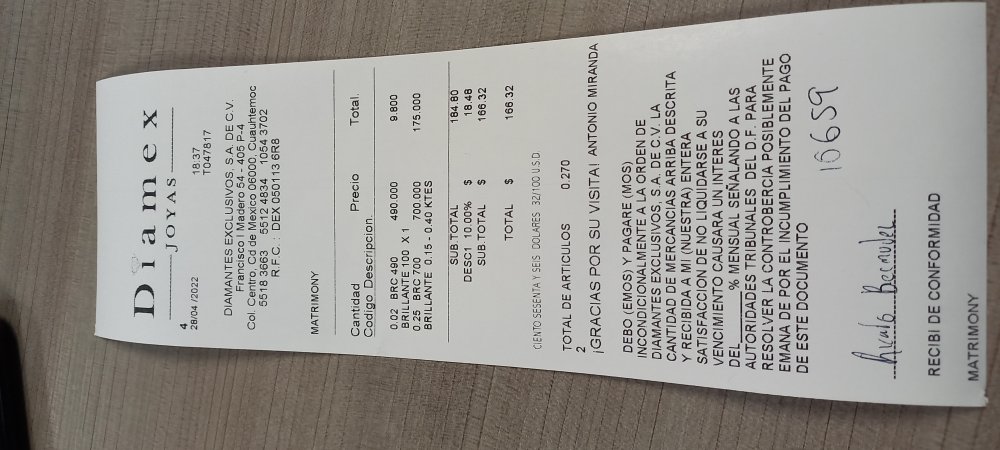 Diamex
JOYAS
4
28/04/2022 18:37
T047817
DIAMANTES EXCLUSIVOS, S.A. DE C.V.
Francisco I Madero 54 - 405 P-4
Col. Centro, Cd de Mexico 06000, Cuauhtemoc
5518 3663 5512 4834 1054 3702
R.F.C. : DEX 050113 6R8
MATRIMONY
Cantidad Precio Total.
Codigo Descripcion.
0.02 BRC 490 490.000 9.800
BRILLANTE 100 X 1
0.25 BRC 700 700.000 175.000
BRILLANTE 0.15 - 0.40 KTES
SUB.TOTAL 184.80
DESC1 10.00% $ 18.48
SUB.TOTAL $ 166.32
TOTAL $ 166.32
CIENTO SESENTA Y SEIS DOLARES 32/100 U.S.D.
TOTAL DE ARTICULOS 0.270
2
¡GRACIAS POR SU VISITA! ANTONIO MIRANDA
DEBO (EMOS) Y PAGARE (MOS)
INCONDICIONALMENTE A LA ORDEN DE
DIAMANTES EXCLUSIVOS, S.A. DE C.V. LA
CANTIDAD DE MERCANCIAS ARRIBA DESCRITA
Y RECIBIDA A MI (NUESTRA) ENTERA
SATISFACCION DE NO LIQUIDARSE A SU
VENCIMIENTO CAUSARA UN INTERES
DEL______% MENSUAL SEÑALANDO A LAS
AUTORIDADES TRIBUNALES DEL D.F. PARA
RESOLVER LA CONTROBERCIA POSIBLEMENTE
EMANA DE POR EL INCUMPLIMIENTO DEL PAGO
DE ESTE DOCUMENTO
16659
Bermudez
RECIBI DE CONFORMIDAD
MATRIMONY